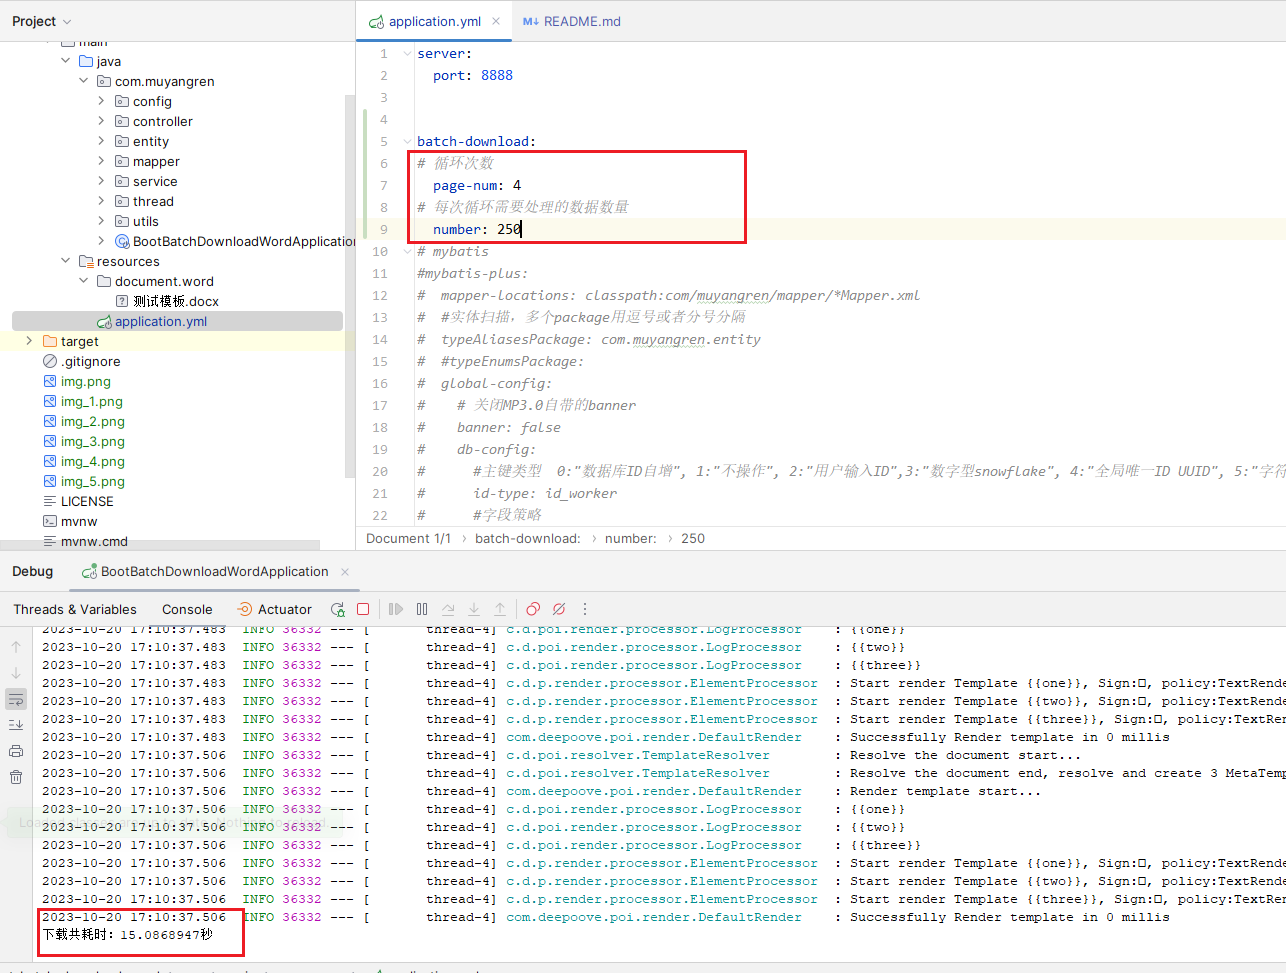 Project
application.yml
README.md
main
java
com.muyangren
config
controller
entity
mapper
service
thread
utils
BootBatchDownloadWordApplication
resources
document.word
测试模板.docx
application.yml
target
.gitignore
img.png
img_1.png
img_2.png
img_3.png
img_4.png
img_5.png
LICENSE
mvnw
mvnw.cmd
1 server:
2 port: 8888
3
4
5 batch-download:
6 # 循环次数
7 page-num: 4
8 # 每次循环需要处理的数据数量
9 number: 250
10 # mybatis
11 #mybatis-plus:
12 # mapper-locations: classpath:com/muyangren/mapper/*Mapper.xml
13 # #实体扫描，多个package用逗号或者分号分隔
14 # typeAliasesPackage: com.muyangren.entity
15 # #typeEnumsPackage:
16 # global-config:
17 # # 关闭MP3.0自带的banner
18 # banner: false
19 # db-config:
20 # #主键类型 0:"数据库ID自增", 1:"不操作", 2:"用户输入ID",3:"数字型snowflake", 4:"全局唯一ID UUID", 5:"字符
21 # id-type: id_worker
22 # #字段策略
Document 1/1 › batch-download: › number: › 250
Debug BootBatchDownloadWordApplication
Threads & Variables Console Actuator
2023-10-20 17:10:37.483 INFO 36332 --- [ thread-4] c.d.poi.render.processor.LogProcessor : {{one}}
2023-10-20 17:10:37.483 INFO 36332 --- [ thread-4] c.d.poi.render.processor.LogProcessor : {{two}}
2023-10-20 17:10:37.483 INFO 36332 --- [ thread-4] c.d.poi.render.processor.LogProcessor : {{three}}
2023-10-20 17:10:37.483 INFO 36332 --- [ thread-4] c.d.p.render.processor.ElementProcessor : Start render Template {{one}}, Sign:□, policy:TextRende
2023-10-20 17:10:37.483 INFO 36332 --- [ thread-4] c.d.p.render.processor.ElementProcessor : Start render Template {{two}}, Sign:□, policy:TextRende
2023-10-20 17:10:37.483 INFO 36332 --- [ thread-4] c.d.p.render.processor.ElementProcessor : Start render Template {{three}}, Sign:□, policy:TextRen
2023-10-20 17:10:37.483 INFO 36332 --- [ thread-4] com.deepoove.poi.render.DefaultRender : Successfully Render template in 0 millis
2023-10-20 17:10:37.506 INFO 36332 --- [ thread-4] c.d.poi.resolver.TemplateResolver : Resolve the document start...
2023-10-20 17:10:37.506 INFO 36332 --- [ thread-4] c.d.poi.resolver.TemplateResolver : Resolve the document end, resolve and create 3 MetaTemp
2023-10-20 17:10:37.506 INFO 36332 --- [ thread-4] com.deepoove.poi.render.DefaultRender : Render template start...
2023-10-20 17:10:37.506 INFO 36332 --- [ thread-4] c.d.poi.render.processor.LogProcessor : {{one}}
2023-10-20 17:10:37.506 INFO 36332 --- [ thread-4] c.d.poi.render.processor.LogProcessor : {{two}}
2023-10-20 17:10:37.506 INFO 36332 --- [ thread-4] c.d.poi.render.processor.LogProcessor : {{three}}
2023-10-20 17:10:37.506 INFO 36332 --- [ thread-4] c.d.p.render.processor.ElementProcessor : Start render Template {{one}}, Sign:□, policy:TextRende
2023-10-20 17:10:37.506 INFO 36332 --- [ thread-4] c.d.p.render.processor.ElementProcessor : Start render Template {{two}}, Sign:□, policy:TextRende
2023-10-20 17:10:37.506 INFO 36332 --- [ thread-4] c.d.p.render.processor.ElementProcessor : Start render Template {{three}}, Sign:□, policy:TextRen
2023-10-20 17:10:37.506 INFO 36332 --- [ thread-4] com.deepoove.poi.render.DefaultRender : Successfully Render template in 0 millis
下载共耗时：15.0868947秒